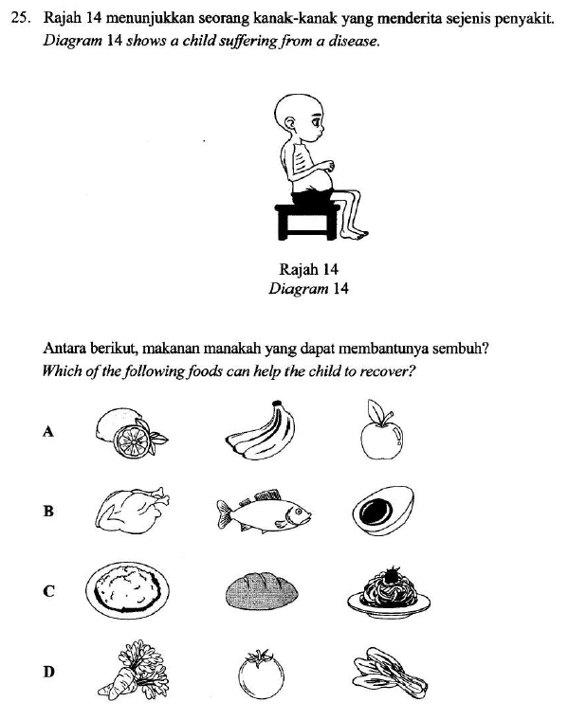 25. Rajah 14 menunjukkan seorang kanak-kanak yang menderita sejenis penyakit.
Diagram 14 shows a child suffering from a disease.
Rajah 14
Diagram 14
Antara berikut, makanan manakah yang dapat membantunya sembuh?
Which of the following foods can help the child to recover?
A
B
C
D